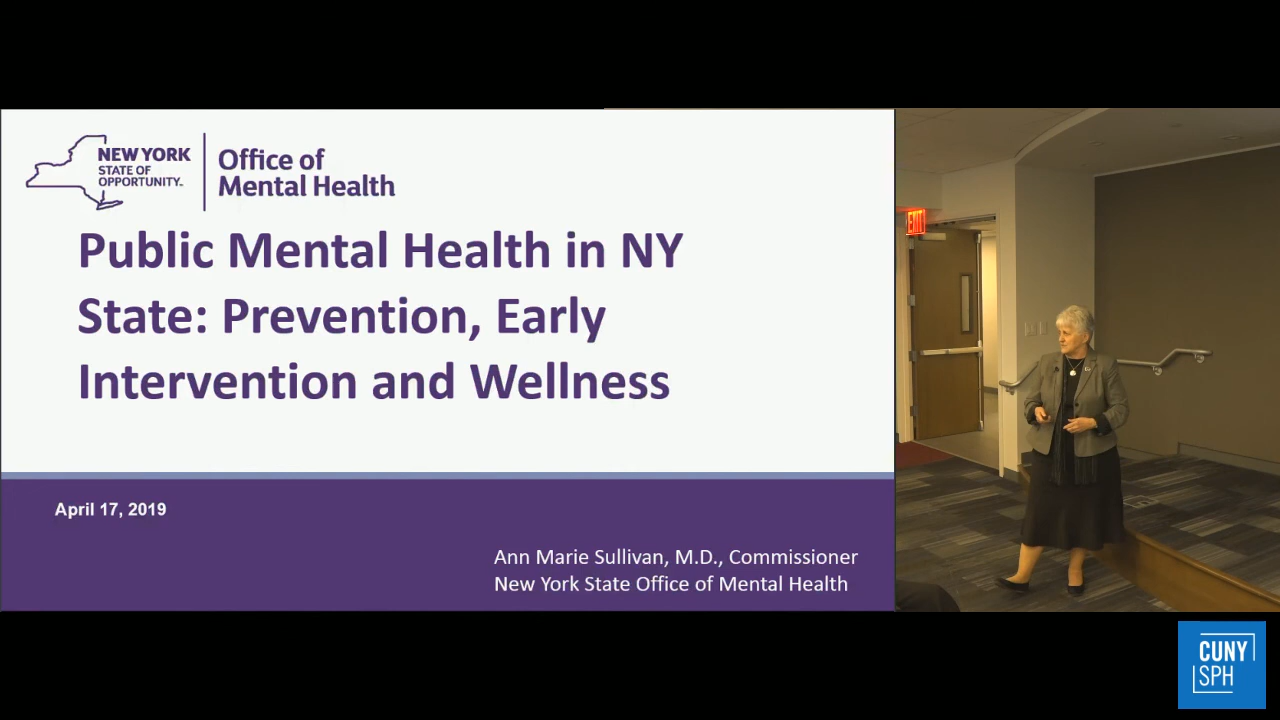 NEW YORK
STATE OF
OPPORTUNITY™
Office of
Mental Health
Public Mental Health in NY
State: Prevention, Early
Intervention and Wellness
April 17, 2019
Ann Marie Sullivan, M.D., Commissioner
New York State Office of Mental Health
EXIT
CUNY
SPH